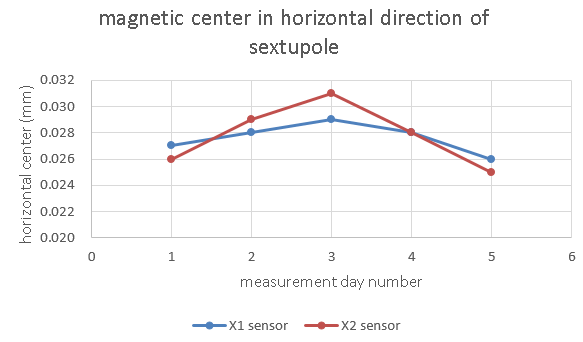 magnetic center in horizontal direction of
sextupole
horizontal center (mm)
0.032
0.030
0.028
0.026
0.024
0.022
0.020
0 1 2 3 4 5 6
measurement day number
X1 sensor X2 sensor